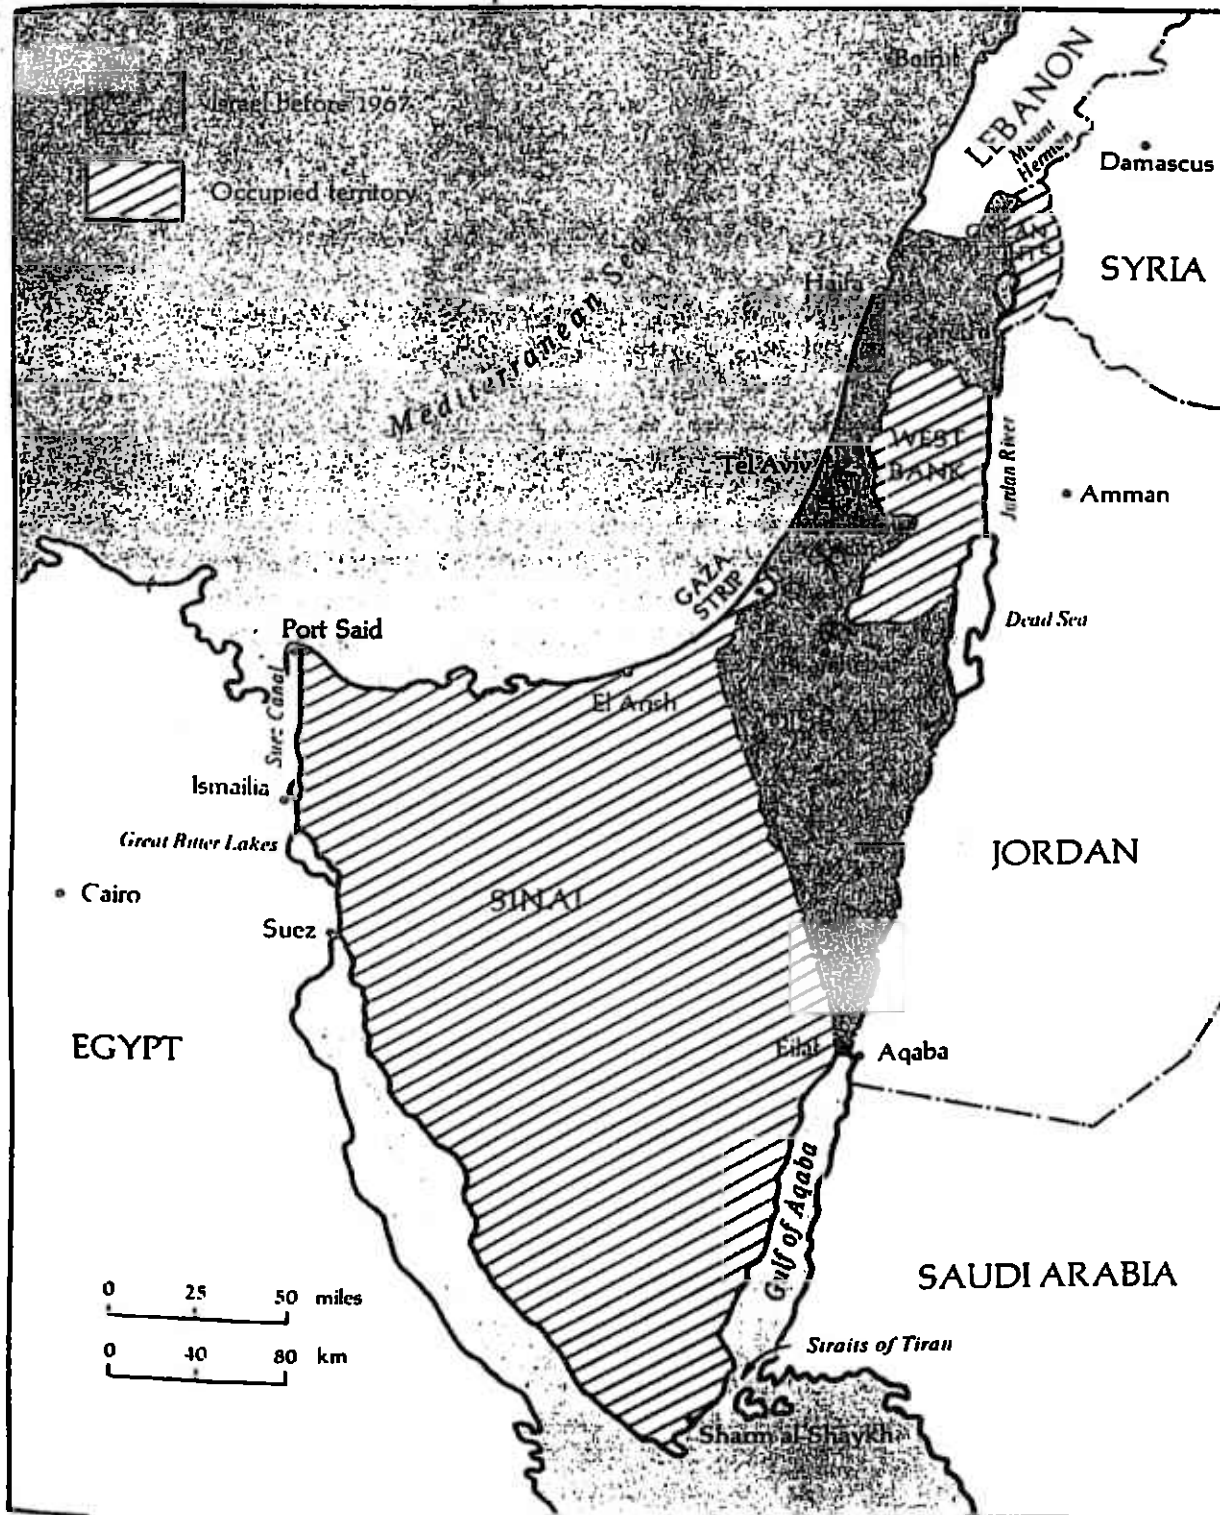 Israel before 1967
Occupied territory
Beirut
LEBANON
Mount
Hermon
Damascus
SYRIA
Haifa
Mediterranean Sea
WEST
BANK
Tel Aviv
Jordan River
Amman
GAZA
STRIP
Dead Sea
Port Said
Suez Canal
El Arish
ISRAEL
Ismailia
Great Bitter Lakes
JORDAN
Cairo
SINAI
Suez
EGYPT
Eilat
Aqaba
Gulf of Aqaba
SAUDI ARABIA
0 25 50 miles
0 40 80 km
Straits of Tiran
Sharm al-Shaykh